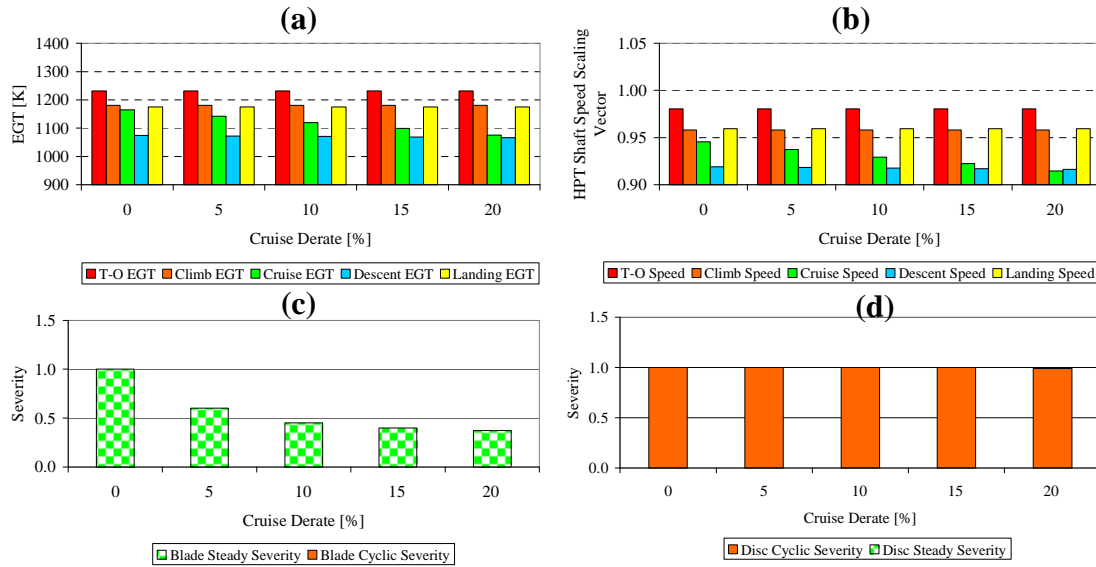 (a)
EGT [K]
1400
1300
1200
1100
1000
900
0 5 10 15 20
Cruise Derate [%]
T-O EGT Climb EGT Cruise EGT Descent EGT Landing EGT
(b)
HPT Shaft Speed Scaling
Vector
1.05
1.00
0.95
0.90
0 5 10 15 20
Cruise Derate [%]
T-O Speed Climb Speed Cruise Speed Descent Speed Landing Speed
(c)
Severity
1.5
1.0
0.5
0.0
0 5 10 15 20
Cruise Derate [%]
Blade Steady Severity Blade Cyclic Severity
(d)
Severity
1.5
1.0
0.5
0.0
0 5 10 15 20
Cruise Derate [%]
Disc Cyclic Severity Disc Steady Severity